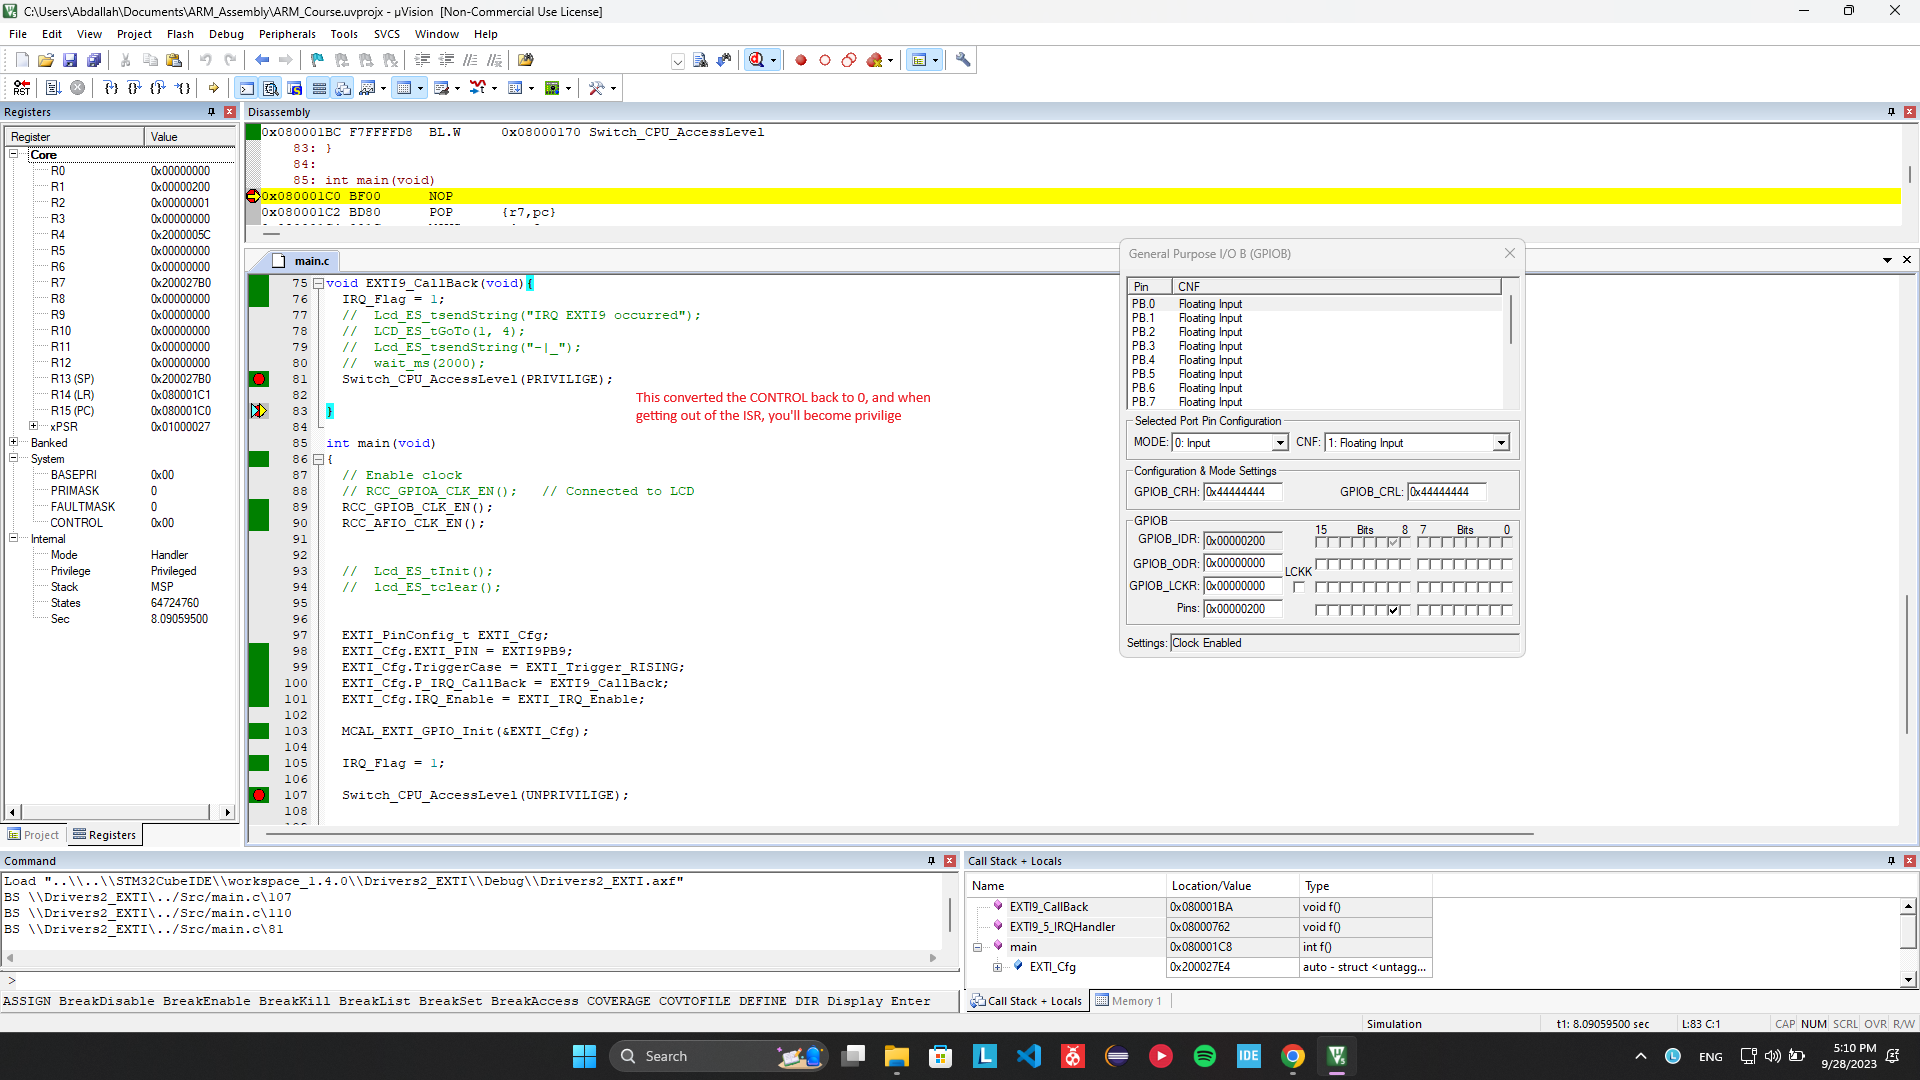 C:\Users\Abdallah\Documents\ARM_Assembly\ARM_Course.uvprojx - µVision  [Non-Commercial Use License]
File Edit View Project Flash Debug Peripherals Tools SVCS Window Help
Registers
Register Value
Core
R0 0x00000000
R1 0x00000200
R2 0x00000001
R3 0x00000000
R4 0x2000005C
R5 0x00000000
R6 0x00000000
R7 0x200027B0
R8 0x00000000
R9 0x00000000
R10 0x00000000
R11 0x00000000
R12 0x00000000
R13 (SP) 0x200027B0
R14 (LR) 0x080001C1
R15 (PC) 0x080001C0
xPSR 0x01000027
Banked
System
BASEPRI 0x00
PRIMASK 0
FAULTMASK 0
CONTROL 0x00
Internal
Mode Handler
Privilege Privileged
Stack MSP
States 64724760
Sec 8.09059500
Project Registers
Disassembly
0x080001BC F7FFFFD8 BL.W 0x08000170 Switch_CPU_AccessLevel
83: }
84:
85: int main(void)
0x080001C0 BF00 NOP
0x080001C2 BD80 POP {r7,pc}
main.c
75 void EXTI9_CallBack(void){
76 IRQ_Flag = 1;
77 // Lcd_ES_tsendString("IRQ EXTI9 occurred");
78 // LCD_ES_tGoTo(1, 4);
79 // Lcd_ES_tsendString("-|_");
80 // wait_ms(2000);
81 Switch_CPU_AccessLevel(PRIVILIGE);
82
This converted the CONTROL back to 0, and when
getting out of the ISR, you'll become privilige
83 }
84
85 int main(void)
86 {
87 // Enable clock
88 // RCC_GPIOA_CLK_EN(); // Connected to LCD
89 RCC_GPIOB_CLK_EN();
90 RCC_AFIO_CLK_EN();
91
92
93 // Lcd_ES_tInit();
94 // lcd_ES_tclear();
95
96
97 EXTI_PinConfig_t EXTI_Cfg;
98 EXTI_Cfg.EXTI_PIN = EXTI9PB9;
99 EXTI_Cfg.TriggerCase = EXTI_Trigger_RISING;
100 EXTI_Cfg.P_IRQ_CallBack = EXTI9_CallBack;
101 EXTI_Cfg.IRQ_Enable = EXTI_IRQ_Enable;
102
103 MCAL_EXTI_GPIO_Init(&EXTI_Cfg);
104
105 IRQ_Flag = 1;
106
107 Switch_CPU_AccessLevel(UNPRIVILIGE);
108
General Purpose I/O B (GPIOB)
Pin CNF
PB.0 Floating Input
PB.1 Floating Input
PB.2 Floating Input
PB.3 Floating Input
PB.4 Floating Input
PB.5 Floating Input
PB.6 Floating Input
PB.7 Floating Input
Selected Port Pin Configuration
MODE: 0: Input CNF: 1: Floating Input
Configuration & Mode Settings
GPIOB_CRH: 0x44444444 GPIOB_CRL: 0x44444444
GPIOB
15 Bits 8 7 Bits 0
GPIOB_IDR: 0x00000200
GPIOB_ODR: 0x00000000
LCKK
GPIOB_LCKR: 0x00000000
Pins: 0x00000200
Settings: Clock Enabled
Command
Load "..\\..\\STM32CubeIDE\\workspace_1.4.0\\Drivers2_EXTI\\Debug\\Drivers2_EXTI.axf"
BS \\Drivers2_EXTI\../Src/main.c\107
BS \\Drivers2_EXTI\../Src/main.c\110
BS \\Drivers2_EXTI\../Src/main.c\81
>
ASSIGN BreakDisable BreakEnable BreakKill BreakList BreakSet BreakAccess COVERAGE COVTOFILE DEFINE DIR Display Enter
Call Stack + Locals
Name Location/Value Type
EXTI9_CallBack 0x080001BA void f()
EXTI9_5_IRQHandler 0x08000762 void f()
main 0x080001C8 int f()
EXTI_Cfg 0x200027E4 auto - struct <untagg...
Call Stack + Locals Memory 1
Simulation t1: 8.09059500 sec L:83 C:1 CAP NUM SCRL OVR R/W
Search
IDE
ENG
5:10 PM
9/28/2023